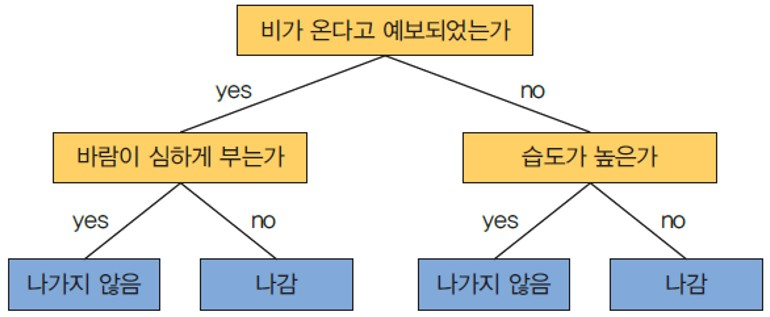 비가 온다고 예보되었는가
yes
no
바람이 심하게 부는가
습도가 높은가
yes
no
yes
no
나가지 않음
나감
나가지 않음
나감